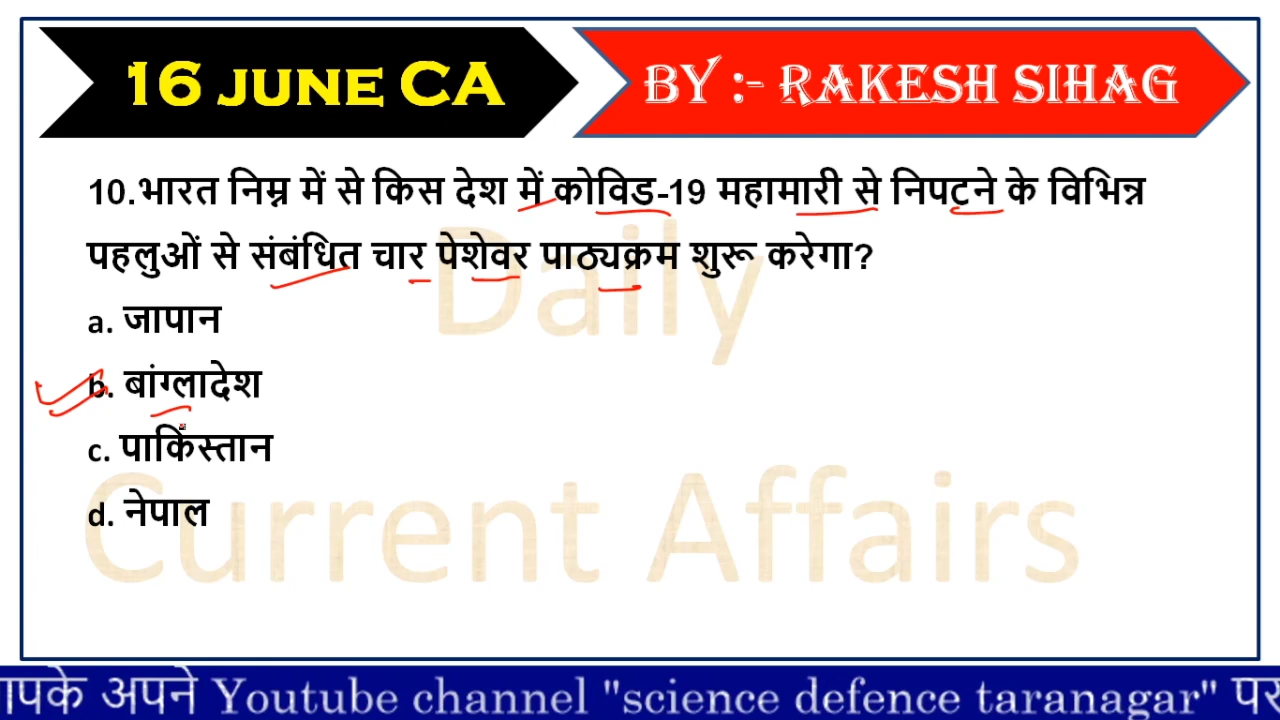 16 JUNE CA
BY :- RAKESH SIHAG
10.भारत निम्न में से किस देश में कोविड-19 महामारी से निपटने के विभिन्न
पहलुओं से संबंधित चार पेशेवर पाठ्यक्रम शुरू करेगा?
a. जापान
b. बांग्लादेश
c. पाकिस्तान
d. नेपाल
Daily
Current Affairs
ापके अपने Youtube channel "science defence taranagar" पर